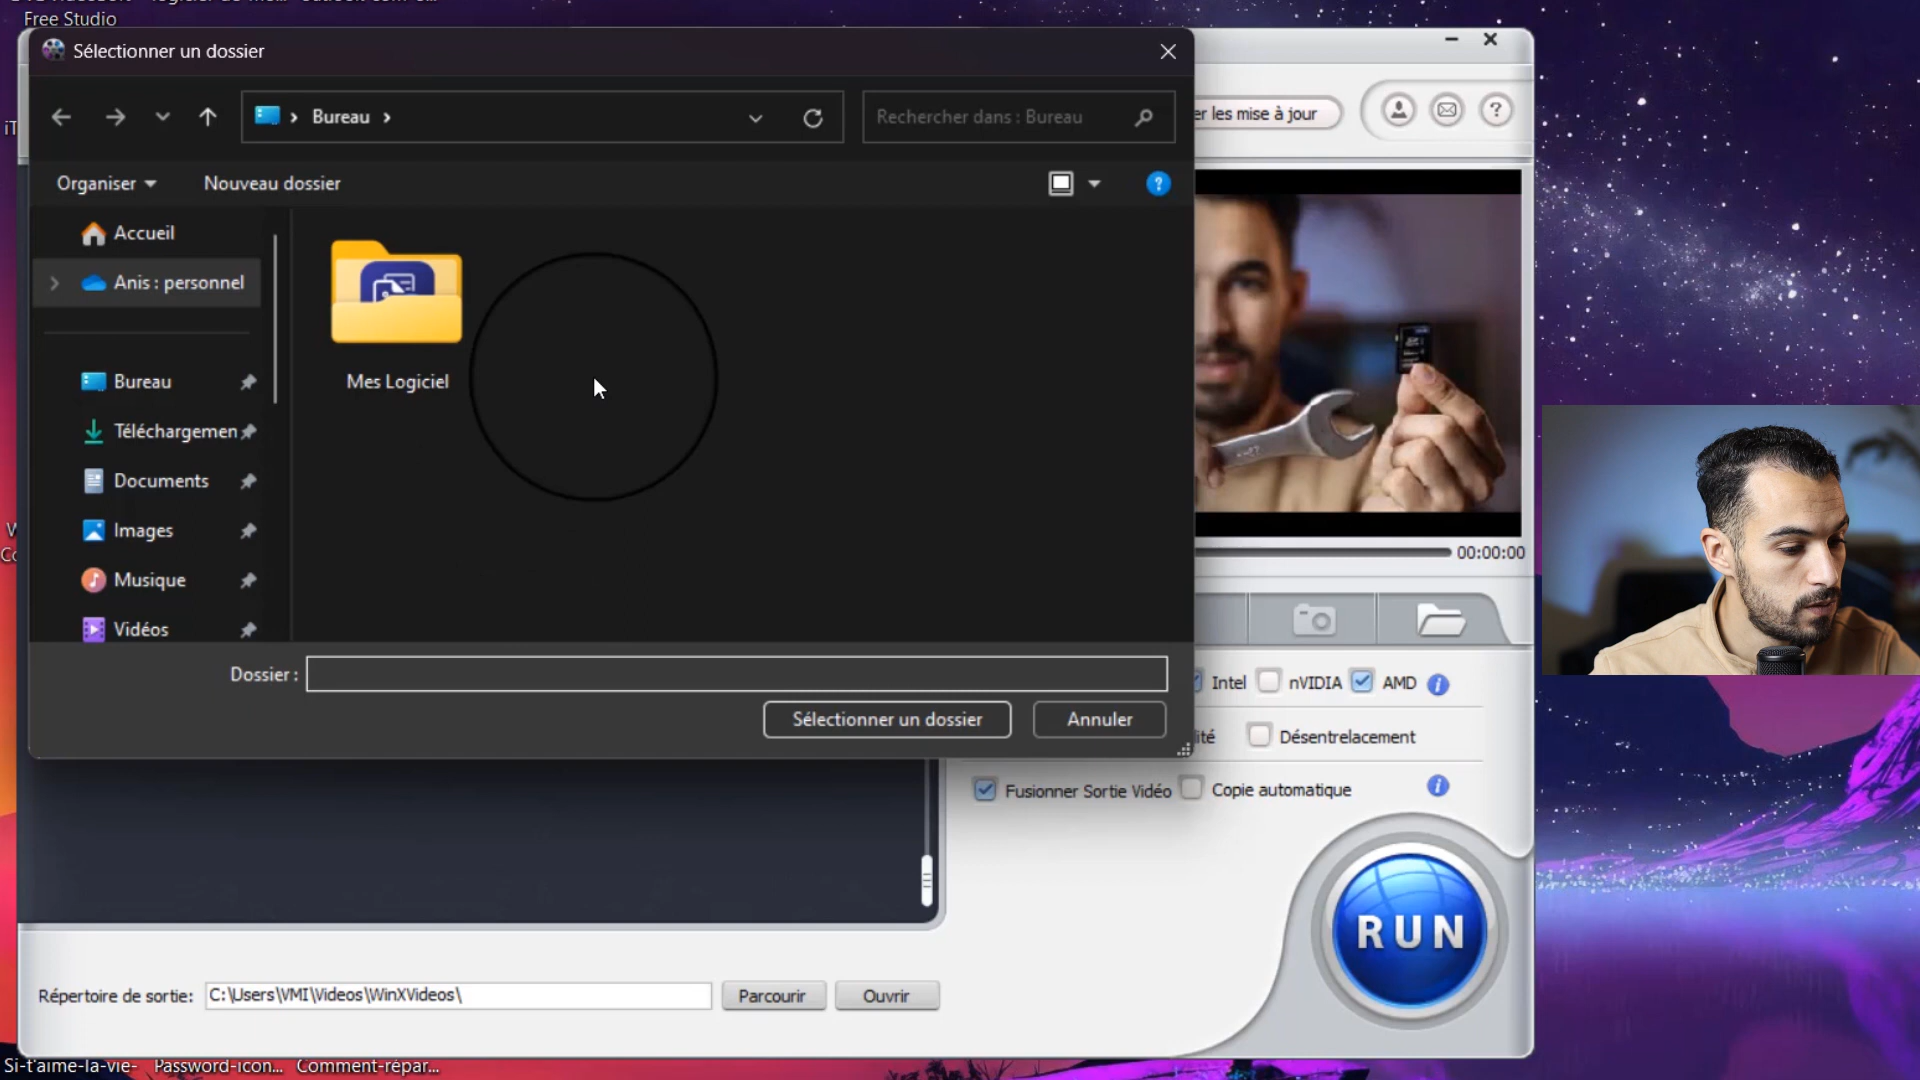 Free Studio
Sélectionner un dossier
Bureau
Rechercher dans : Bureau
er les mise à jour
?
Organiser
Nouveau dossier
?
Accueil
Anis : personnel
Bureau
Téléchargemen
Documents
Images
Musique
Vidéos
Mes Logiciel
00:00:00
Dossier :
Sélectionner un dossier
Annuler
Intel
nVIDIA
AMD
i
ité
Désentrelacement
Fusionner Sortie Vidéo
Copie automatique
i
RUN
Répertoire de sortie:
C:\Users\VMI\Videos\WinXVideos\
Parcourir
Ouvrir
Si-t'aime-la-vie-
Password-icon...
Comment-répar...